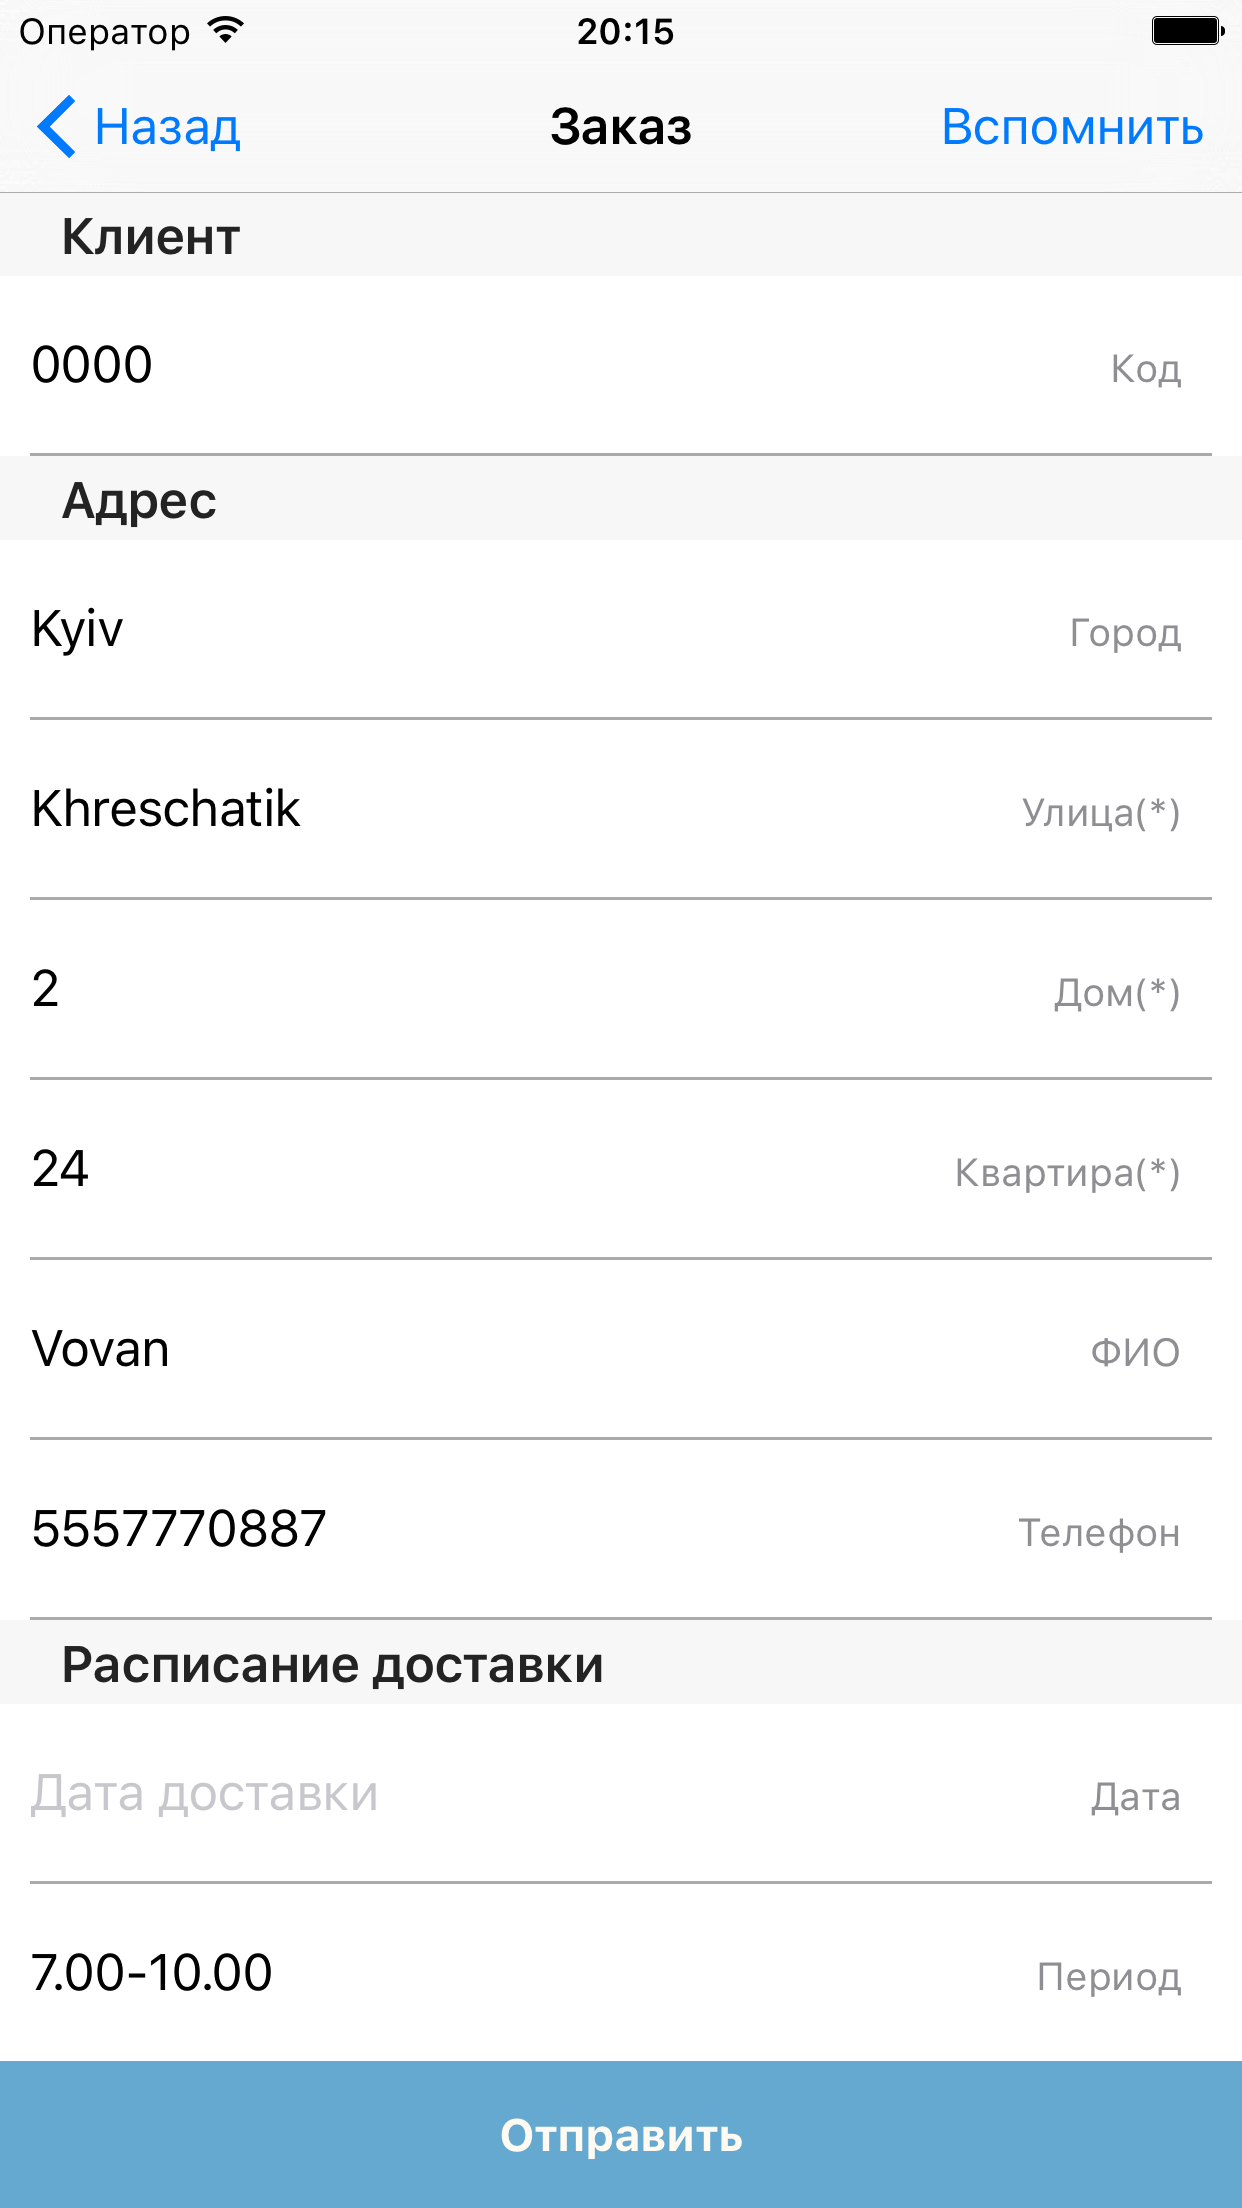 Оператор 20:15
Назад Заказ Вспомнить
Клиент
0000 Код
Адрес
Kyiv Город
Khreschatik Улица(*)
2 Дом(*)
24 Квартира(*)
Vovan ФИО
5557770887 Телефон
Расписание доставки
Дата доставки Дата
7.00-10.00 Период
Отправить